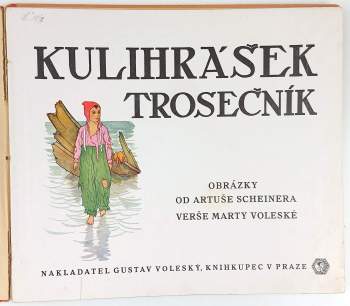 KULIHRÁŠEK
TROSEČNÍK
OBRÁZKY
OD ARTUŠE SCHEINERA
VERŠE MARTY VOLESKÉ
NAKLADATEL GUSTAV VOLESKÝ, KNIHKUPEC V PRAZE